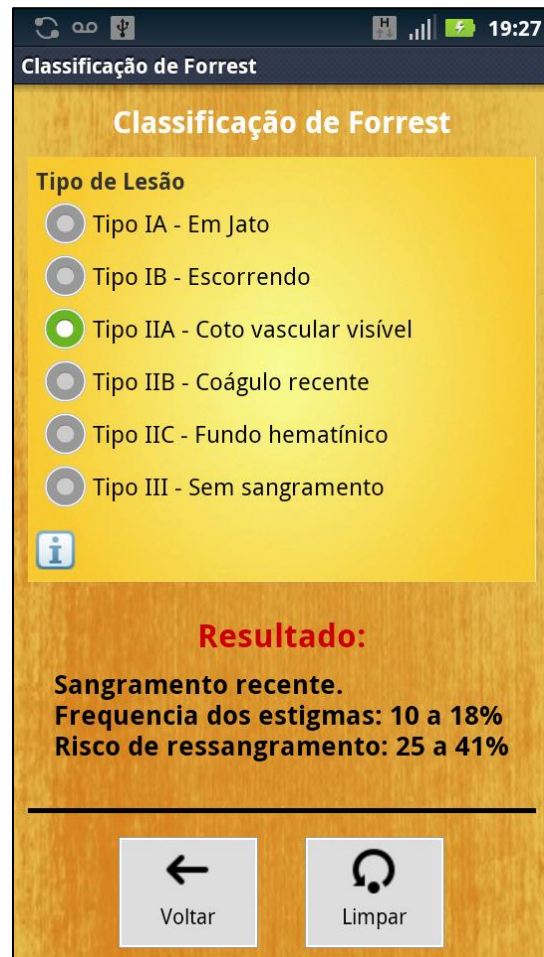 H
19:27
Classificação de Forrest
Classificação de Forrest
Tipo de Lesão
Tipo IA - Em Jato
Tipo IB - Escorrendo
Tipo IIA - Coto vascular visível
Tipo IIB - Coágulo recente
Tipo IIC - Fundo hematínico
Tipo III - Sem sangramento
i
Resultado:
Sangramento recente.
Frequencia dos estigmas: 10 a 18%
Risco de ressangramento: 25 a 41%
Voltar
Limpar